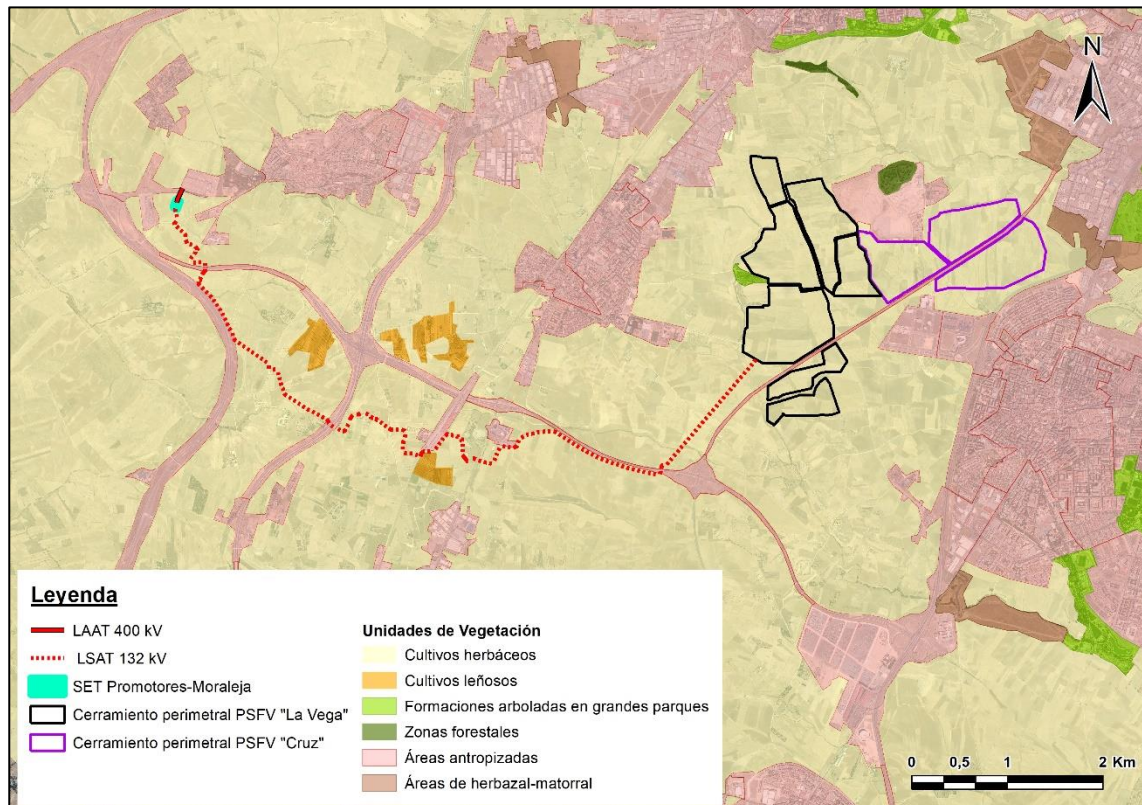 N
Leyenda
LAAT 400 kV
LSAT 132 kV
SET Promotores-Moraleja
Cerramiento perimetral PSFV "La Vega"
Cerramiento perimetral PSFV "Cruz"
Unidades de Vegetación
Cultivos herbáceos
Cultivos leñosos
Formaciones arboladas en grandes parques
Zonas forestales
Áreas antropizadas
Áreas de herbazal-matorral
0 0,5 1 2 Km